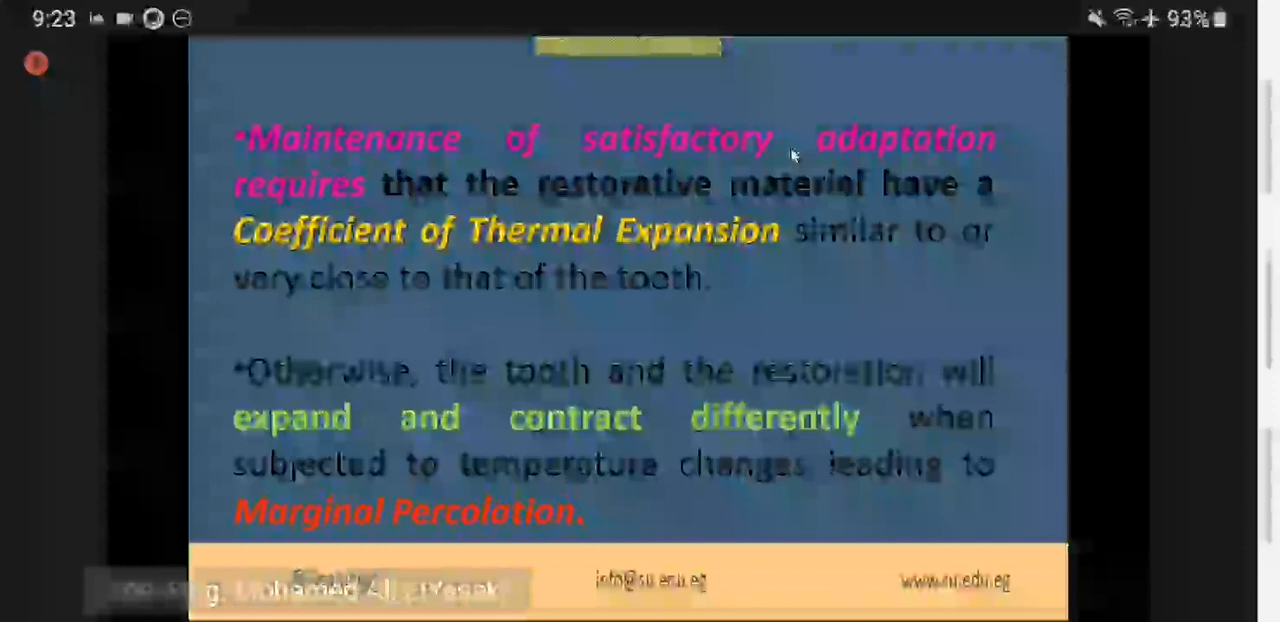 9:23
93%
•Maintenance of satisfactory adaptation
requires that the restorative material have a
Coefficient of Thermal Expansion similar to or
very close to that of the tooth.
•Otherwise, the tooth and the restoration will
expand and contract differently when
subjected to temperature changes leading to
Marginal Percolation.
g. Mohamed Ali
info@su.edu.eg
www.su.edu.eg